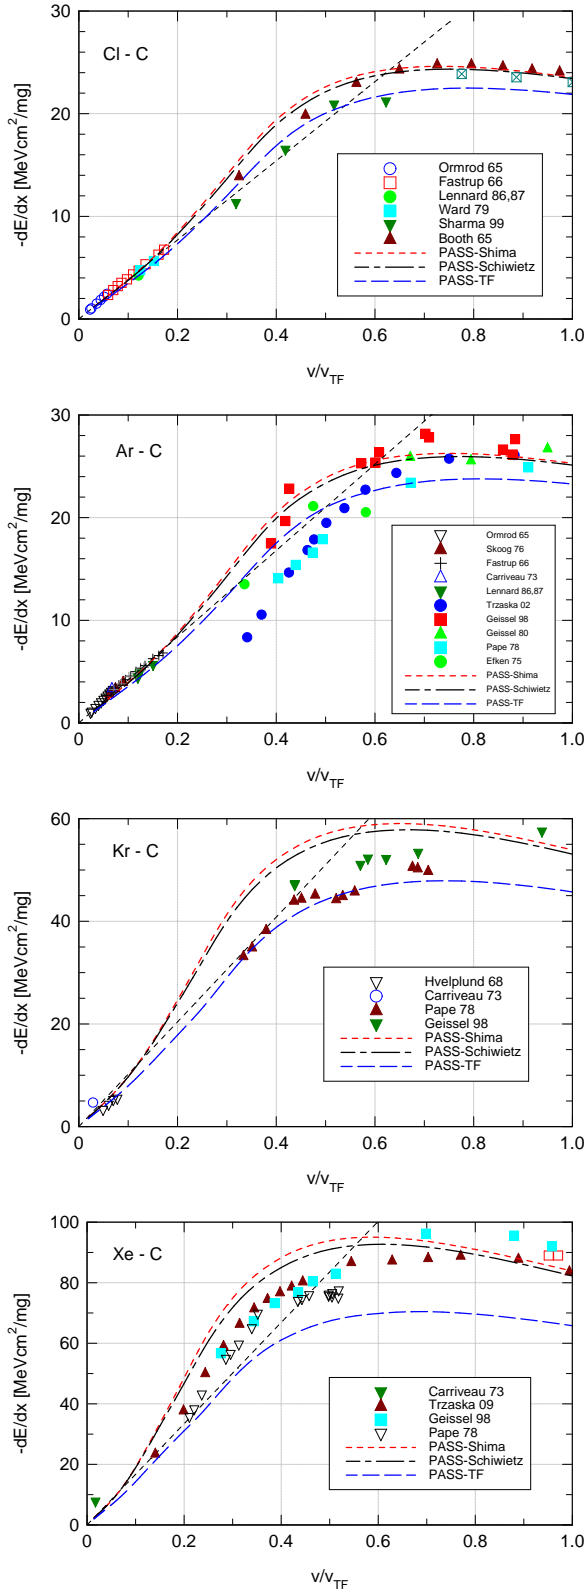 30
Cl - C
20
-dE/dx [MeVcm²/mg]
Ormrod 65
Fastrup 66
Lennard 86,87
Ward 79
Sharma 99
Booth 65
PASS-Shima
PASS-Schiwietz
PASS-TF
10
0
0 0.2 0.4 0.6 0.8 1.0
v/v_TF
30
Ar - C
20
-dE/dx [MeVcm²/mg]
Ormrod 65
Skoog 76
Fastrup 66
Carriveau 73
Lennard 86,87
Trzaska 02
Geissel 98
Geissel 80
Pape 78
Efken 75
PASS-Shima
PASS-Schiwietz
PASS-TF
10
0
0 0.2 0.4 0.6 0.8 1.0
v/v_TF
60
Kr - C
40
-dE/dx [MeVcm²/mg]
Hvelplund 68
Carriveau 73
Pape 78
Geissel 98
PASS-Shima
PASS-Schiwietz
PASS-TF
20
0
0 0.2 0.4 0.6 0.8 1.0
v/v_TF
100
Xe - C
80
60
-dE/dx [MeVcm²/mg]
40
Carriveau 73
Trzaska 09
Geissel 98
Pape 78
PASS-Shima
PASS-Schiwietz
PASS-TF
20
0
0 0.2 0.4 0.6 0.8 1.0
v/v_TF